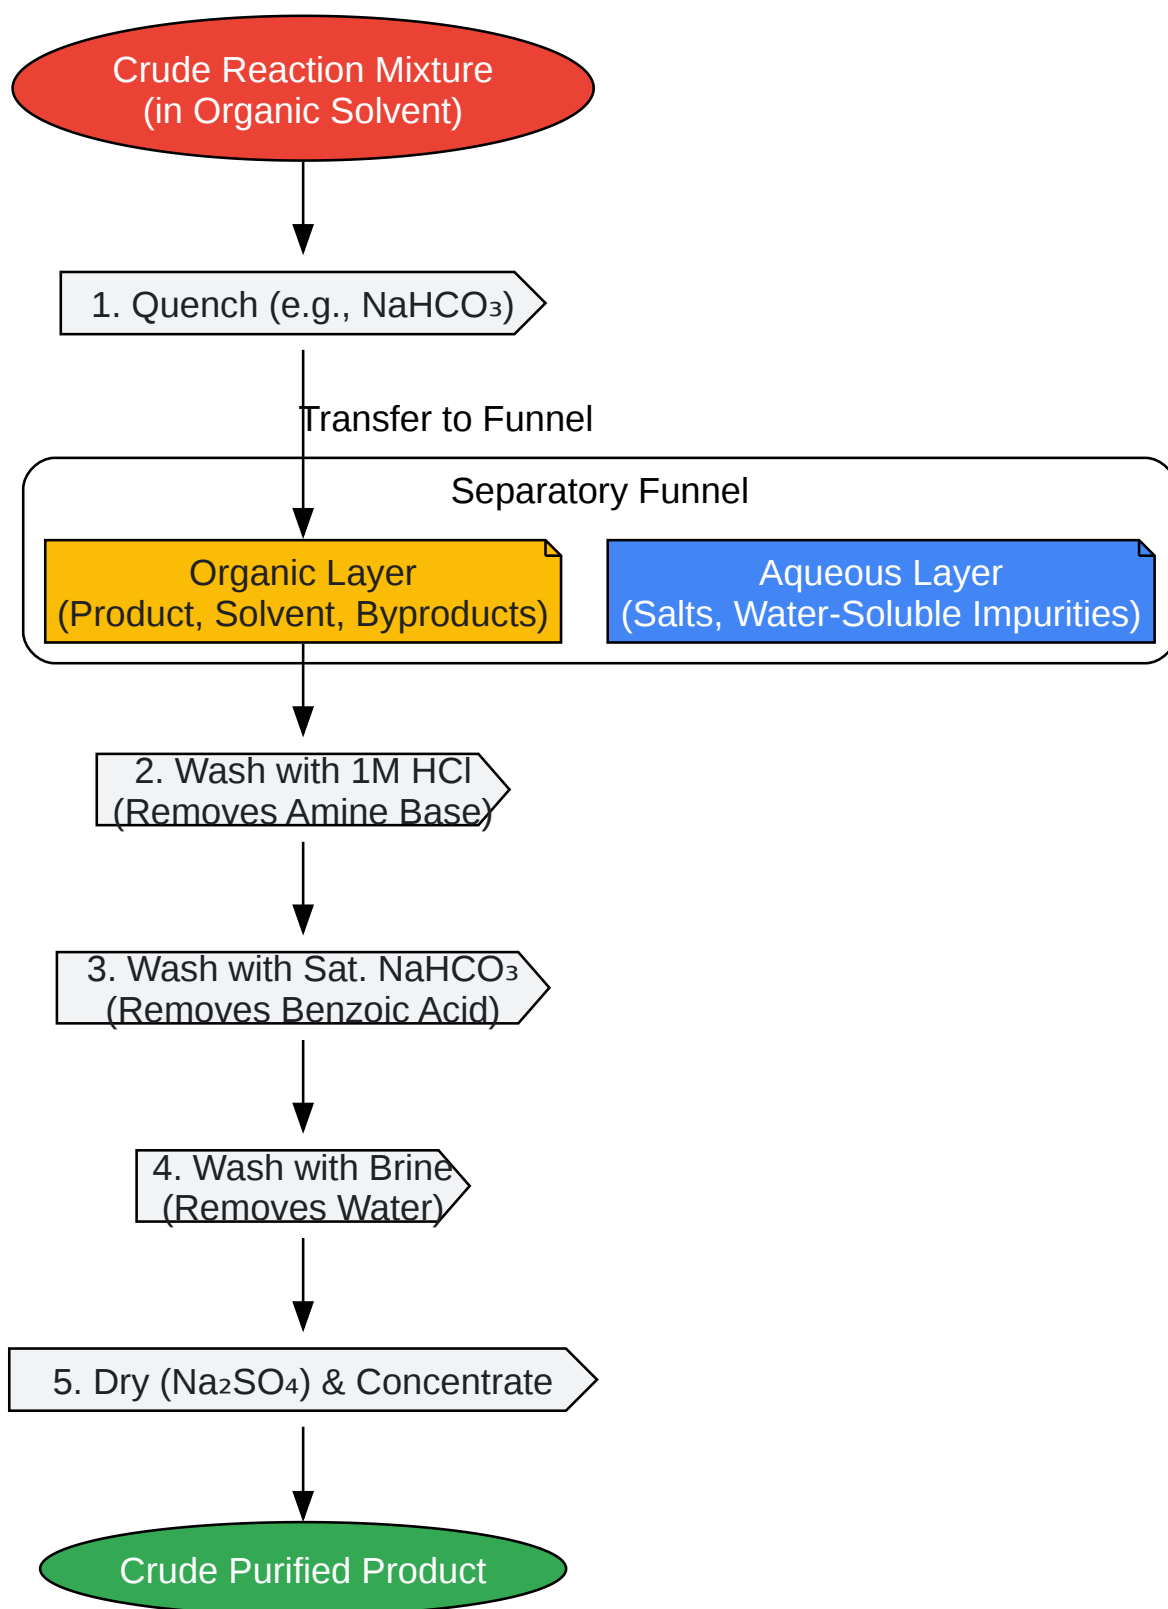 Crude Reaction Mixture
(in Organic Solvent)
1. Quench (e.g., NaHCO₃)
Transfer to Funnel
Separatory Funnel
Organic Layer
(Product, Solvent, Byproducts)
Aqueous Layer
(Salts, Water-Soluble Impurities)
2. Wash with 1M HCl
(Removes Amine Base)
3. Wash with Sat. NaHCO₃
(Removes Benzoic Acid)
4. Wash with Brine
(Removes Water)
5. Dry (Na₂SO₄) & Concentrate
Crude Purified Product